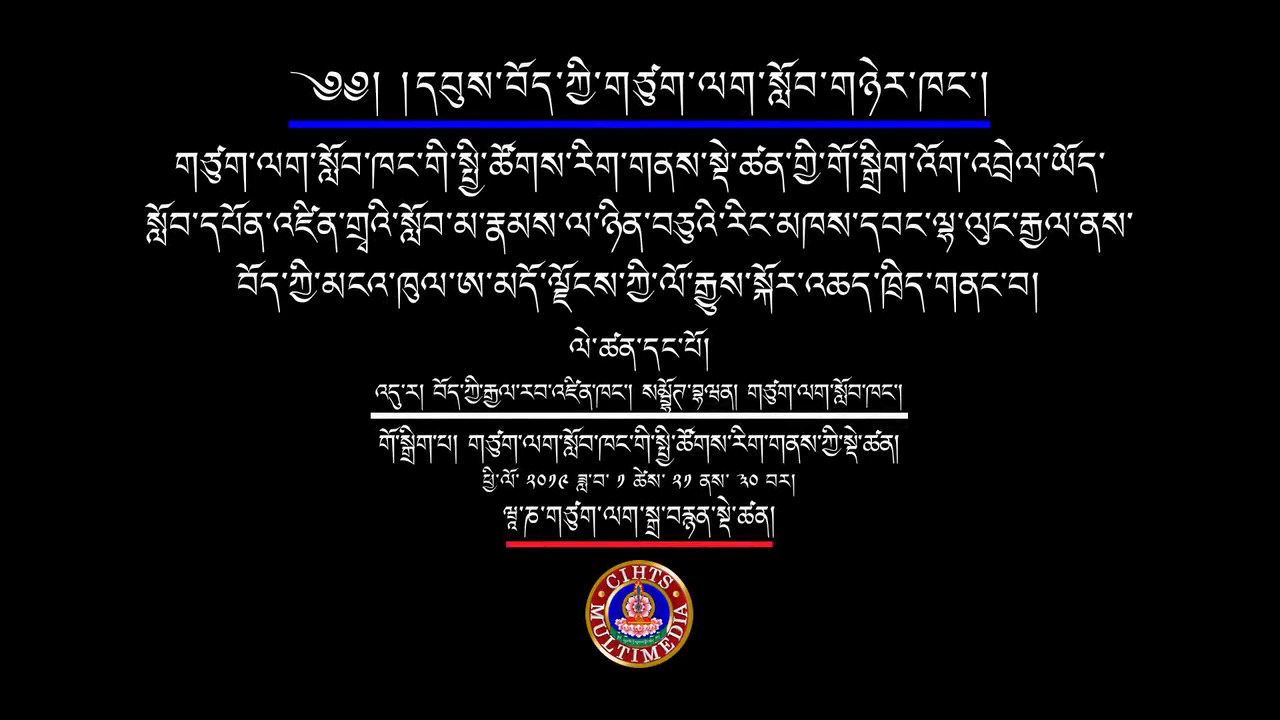 ༄༅། །དབུས་བོད་ཀྱི་གཙུག་ལག་སློབ་གཉེར་ཁང་།
གཙུག་ལག་སློབ་ཁང་གི་སྤྱི་ཚོགས་རིག་གནས་སྡེ་ཚན་གྱི་གོ་སྒྲིག་འོག་འབྲེལ་ཡོད་
སློབ་དཔོན་འཛིན་གྲྭའི་སློབ་མ་རྣམས་ལ་ཉིན་བཅུའི་རིང་མཁས་དབང་ལྷ་ལུང་རྒྱལ་ནས་
བོད་ཀྱི་མངའ་ཁུལ་ཨ་མདོ་ལྗོངས་ཀྱི་ལོ་རྒྱུས་སྐོར་འཆད་ཁྲིད་གནང་བ།
ལེ་ཚན་དང་པོ།
འདུ་ར། བོད་ཀྱི་རྒྱལ་རབ་འཛིན་ཁང་། གཙུག་ལག་སློབ་ཁང་།
གོ་སྒྲིག་པ། གཙུག་ལག་སློབ་ཁང་གི་སྤྱི་ཚོགས་རིག་གནས་ཀྱི་སྡེ་ཚན།
ཕྱི་ལོ་ ༢༠༡༩ ཟླ་བ་ ༡ ཚེས་ ༢༡ ནས་ ༣༠ བར།
ཝཱ་ཎ་གཙུག་ལག་སྒྲ་བརྙན་སྡེ་ཚན།
CIHTS
MULTIMEDIA